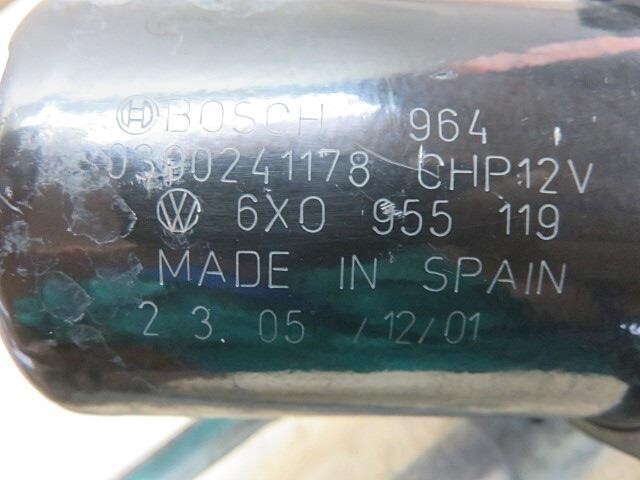 BOSCH 964
0390241178 CHP12V
6X0 955 119
MADE IN SPAIN
2 3 05 /12/01